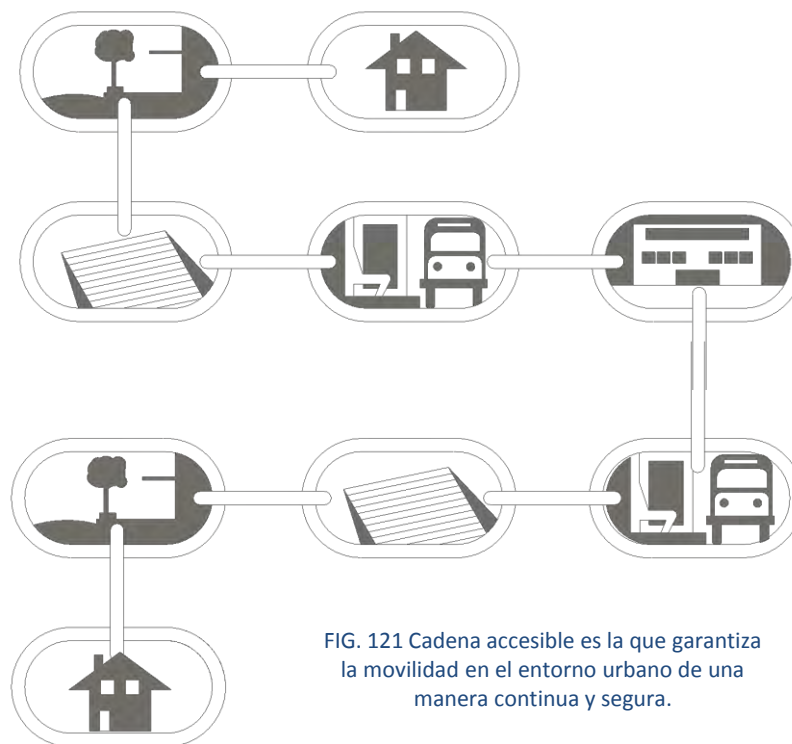 FIG. 121 Cadena accesible es la que garantiza
la movilidad en el entorno urbano de una
manera continua y segura.